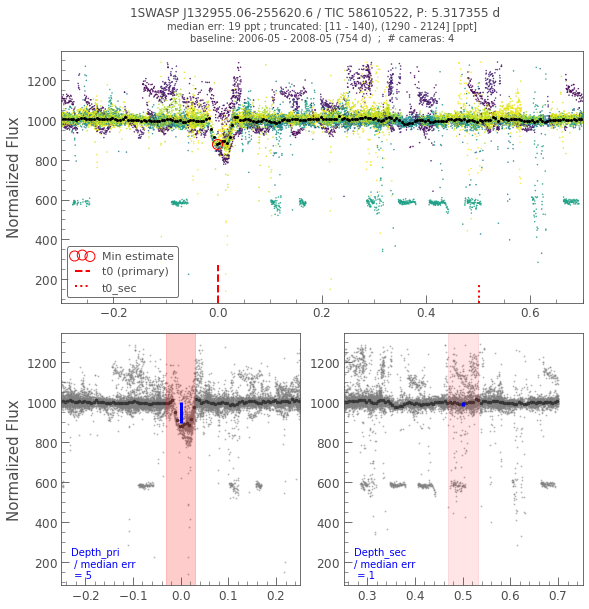 1SWASP J132955.06-255620.6 / TIC 58610522, P: 5.317355 d
median err: 19 ppt ; truncated: [11 - 140), (1290 - 2124] [ppt]
baseline: 2006-05 - 2008-05 (754 d)  ;  # cameras: 4
Normalized Flux
1200
1000
800
600
400
200
Min estimate
t0 (primary)
t0_sec
−0.2
0.0
0.2
0.4
0.6
Normalized Flux
1200
1000
800
600
400
200
Depth_pri
/ median err
= 5
−0.2
−0.1
0.0
0.1
0.2
1200
1000
800
600
400
200
Depth_sec
/ median err
= 1
0.3
0.4
0.5
0.6
0.7